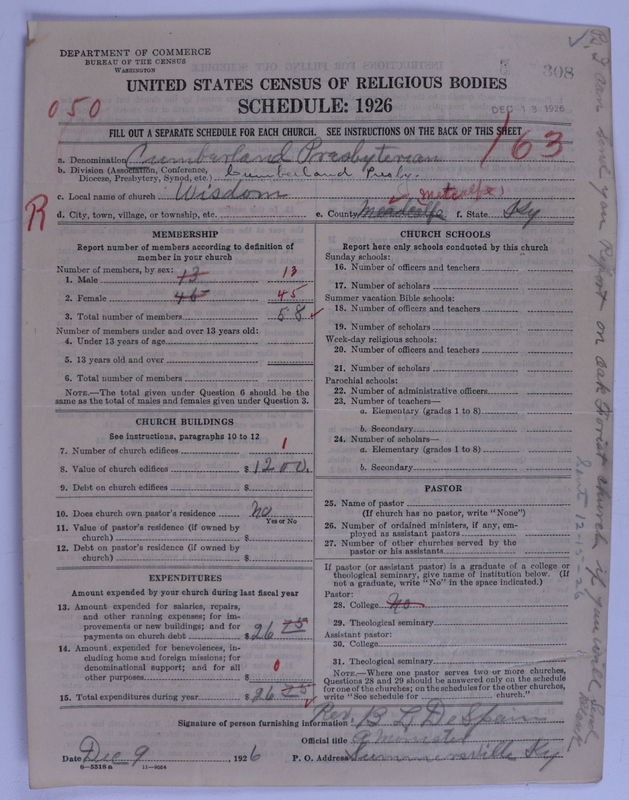 DEPARTMENT OF COMMERCE
BUREAU OF THE CENSUS
WASHINGTON
308
UNITED STATES CENSUS OF RELIGIOUS BODIES
SCHEDULE: 1926
DEC 13 1926
050
FILL OUT A SEPARATE SCHEDULE FOR EACH CHURCH. SEE INSTRUCTIONS ON THE BACK OF THIS SHEET
163
a. Denomination Cumberland Presbyterian
b. Division (Association, Conference, Diocese, Presbytery, Synod, etc.) Cumberland Presby.
c. Local name of church Wisdom
Metcalfe
R
d. City, town, village, or township, etc. e. County Meadcalfe f. State Ky
MEMBERSHIP
Report number of members according to definition of member in your church
Number of members, by sex:
1. Male 13 13
2. Female 45 45
3. Total number of members 58 ✓
Number of members under and over 13 years old:
4. Under 13 years of age
5. 13 years old and over
6. Total number of members
NOTE.—The total given under Question 6 should be the same as the total of males and females given under Question 3.
CHURCH BUILDINGS
See instructions, paragraphs 10 to 12
7. Number of church edifices 1
8. Value of church edifices $1200.
9. Debt on church edifices $
10. Does church own pastor's residence no
Yes or No
11. Value of pastor's residence (if owned by church) $
12. Debt on pastor's residence (if owned by church) $
EXPENDITURES
Amount expended by your church during last fiscal year
13. Amount expended for salaries, repairs, and other running expenses; for improvements or new buildings; and for payments on church debt $26 75
14. Amount expended for benevolences, including home and foreign missions; for denominational support; and for all other purposes $ 0
15. Total expenditures during year $26 75 ✓
CHURCH SCHOOLS
Report here only schools conducted by this church
Sunday schools:
16. Number of officers and teachers
17. Number of scholars
Summer vacation Bible schools:
18. Number of officers and teachers
19. Number of scholars
Week-day religious schools:
20. Number of officers and teachers
21. Number of scholars
Parochial schools:
22. Number of administrative officers
23. Number of teachers—
a. Elementary (grades 1 to 8)
b. Secondary
24. Number of scholars—
a. Elementary (grades 1 to 8)
b. Secondary
PASTOR
25. Name of pastor
(If church has no pastor, write "None")
26. Number of ordained ministers, if any, employed as assistant pastors
27. Number of other churches served by the pastor or his assistants
If pastor (or assistant pastor) is a graduate of a college or theological seminary, give name of institution below. (If not a graduate, write "No" in the space indicated.)
Pastor:
28. College No
29. Theological seminary
Assistant pastor:
30. College
31. Theological seminary
NOTE.—Where one pastor serves two or more churches, Questions 28 and 29 should be answered only on the schedule for one of the churches; on the schedules for the other churches, write "See schedule for church."
Signature of person furnishing information Rev. B L DeSpain
Official title a Minister
Date Dec 9, 1926 P. O. Address Summersville Ky
8—5518a 11—9054
I can send you Report on Oak Forist church if you will send Blank
Sent 12-15-26